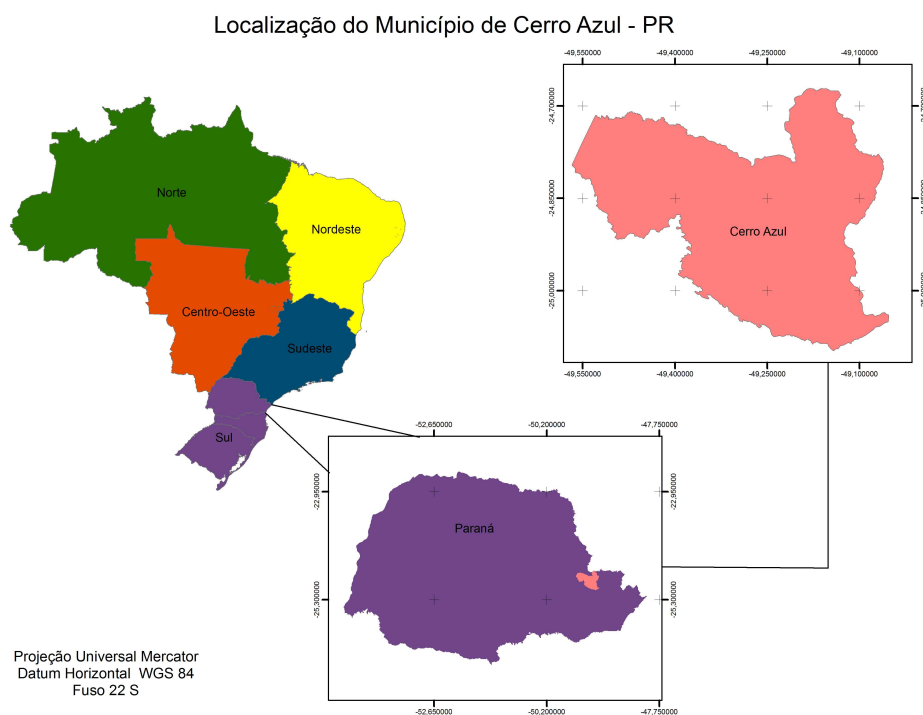 Localização do Município de Cerro Azul - PR
-49,550000 -49,400000 -49,250000 -49,100000
-24,700000
-24,850000
-25,000000
Cerro Azul
-49,550000 -49,400000 -49,250000 -49,100000
Norte
Nordeste
Centro-Oeste
Sudeste
Sul
-52,650000 -50,200000 -47,750000
-22,950000 -22,950000
Paraná
-25,300000 -25,300000
-52,650000 -50,200000 -47,750000
Projeção Universal Mercator
Datum Horizontal WGS 84
Fuso 22 S